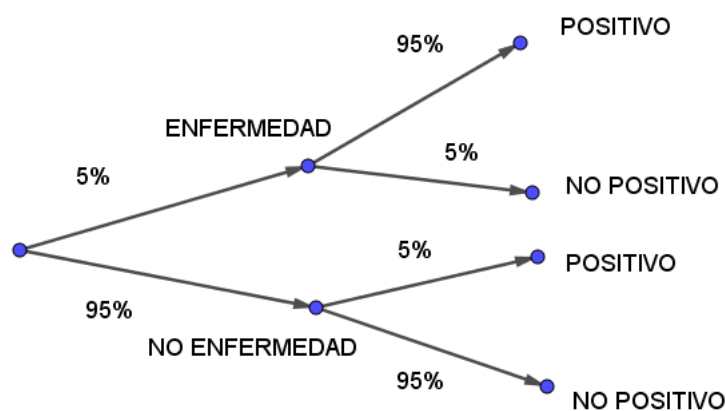 POSITIVO
95%
ENFERMEDAD
5%
5%
NO POSITIVO
5%
POSITIVO
95%
NO ENFERMEDAD
95%
NO POSITIVO